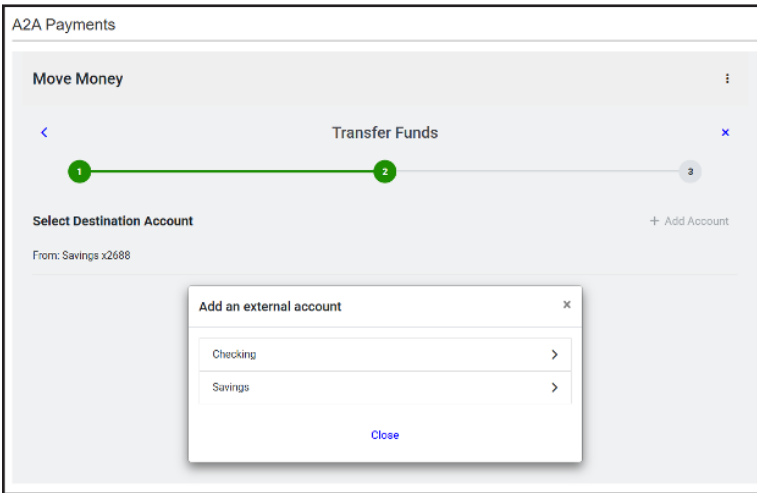 A2A Payments
Move Money
Transfer Funds
1 2 3
Select Destination Account + Add Account
From: Savings x2688
Add an external account ×
Checking
Savings
Close